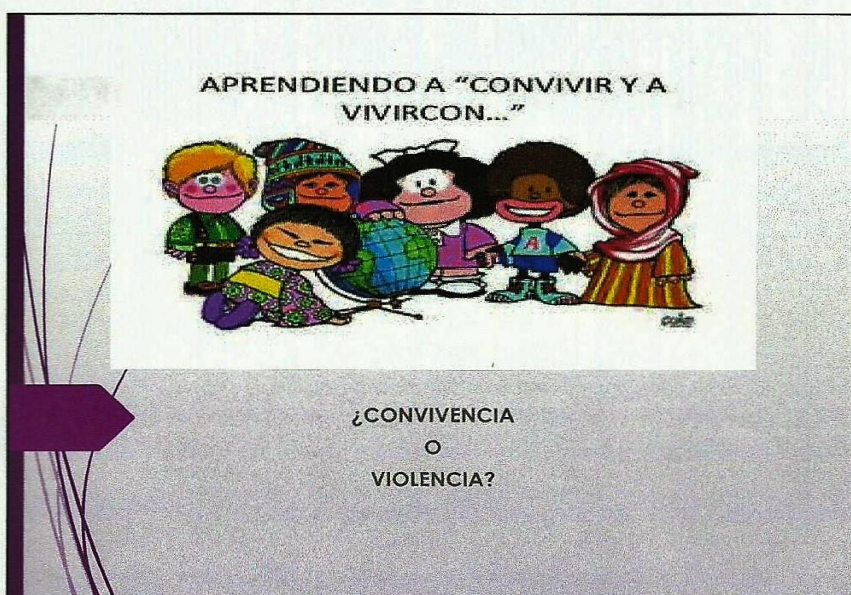 APRENDIENDO A “CONVIVIR Y A
VIVIRCON...”
A
¿CONVIVENCIA
O
VIOLENCIA?